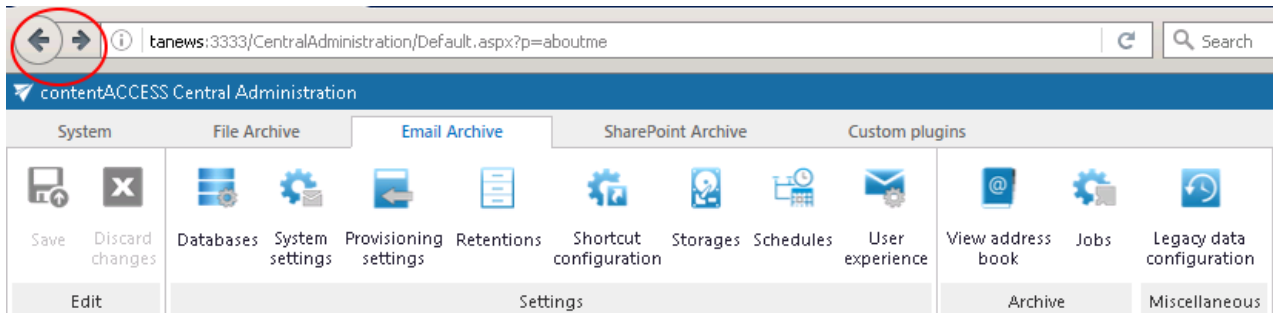 tanews:3333/CentralAdministration/Default.aspx?p=aboutme
Search
contentACCESS Central Administration
System File Archive Email Archive SharePoint Archive Custom plugins
Save Discard changes Databases System settings Provisioning settings Retentions Shortcut configuration Storages Schedules User experience View address book Jobs Legacy data configuration
Edit Settings Archive Miscellaneous